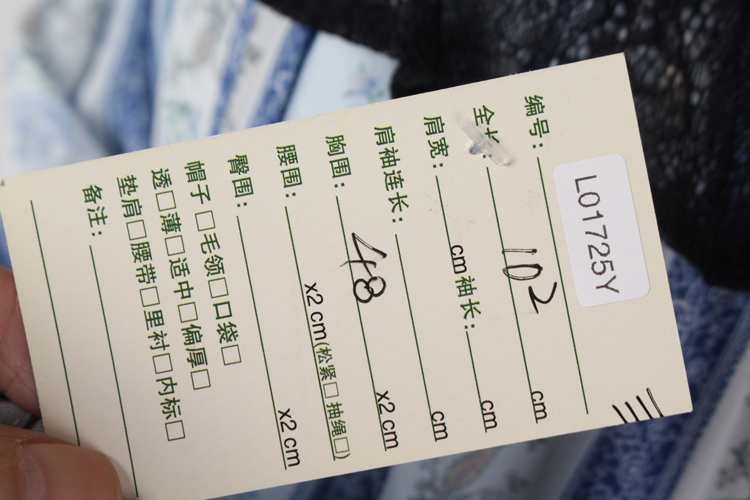 编号: L01725Y
全长: 102 cm
肩宽: cm 袖长: cm
肩袖连长: cm
胸围: 48 x2 cm
腰围: x2 cm(松紧□ 抽绳□)
臀围: x2 cm
帽子 □毛领□口袋□
透□薄□适中□偏厚□
垫肩□腰带□里衬□内标□
备注: